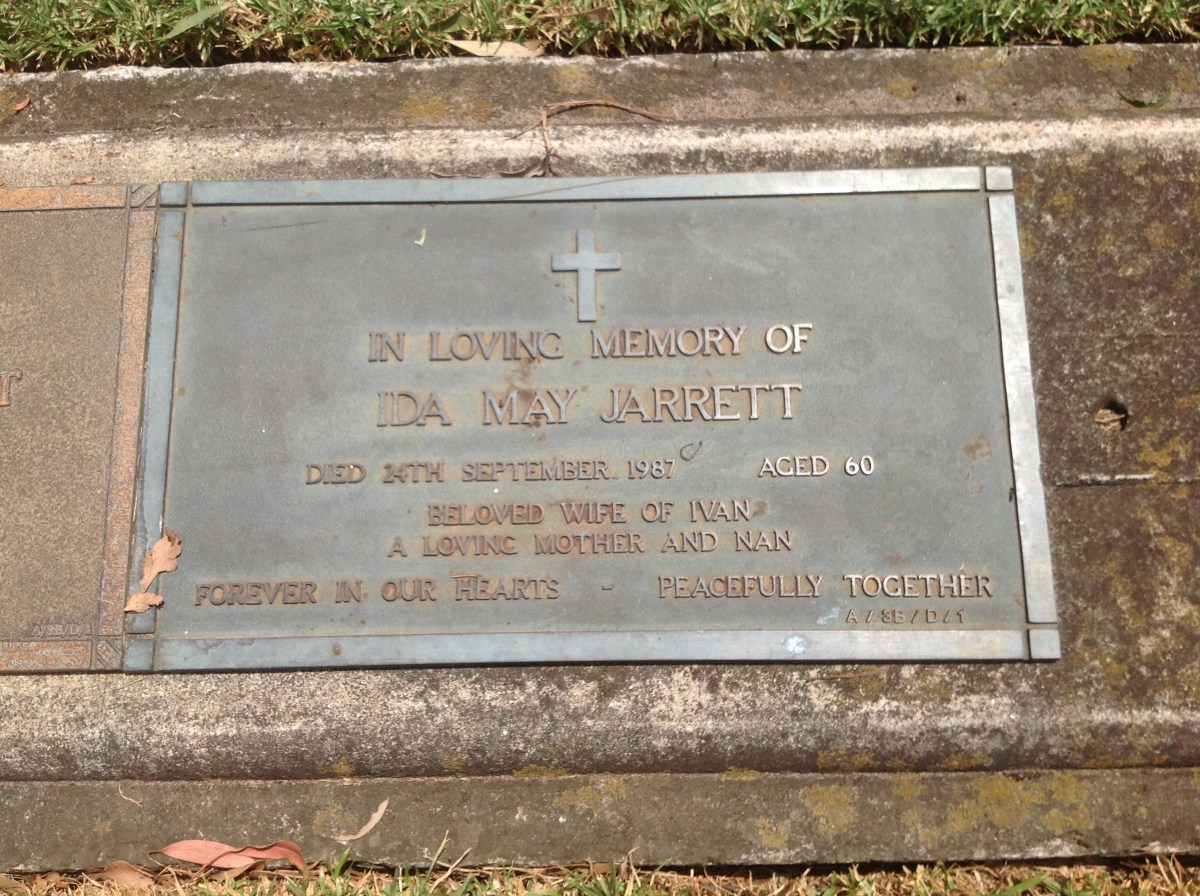 IN LOVING MEMORY OF
IDA MAY JARRETT
DIED 24TH SEPTEMBER 1987 AGED 60
BELOVED WIFE OF IVAN
A LOVING MOTHER AND NAN
FOREVER IN OUR HEARTS - PEACEFULLY TOGETHER
A/3B/D/1